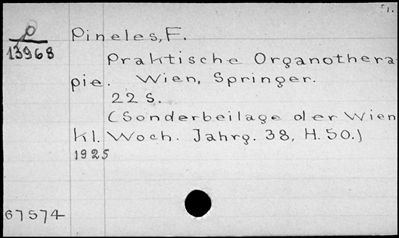 Pineles, F.
13968
Praktische Organothera
pie. Wien, Springer.
22 S.
(Sonderbeilage der Wien
kl. Woch. Jahrg. 38, H. 50.)
1925
67574